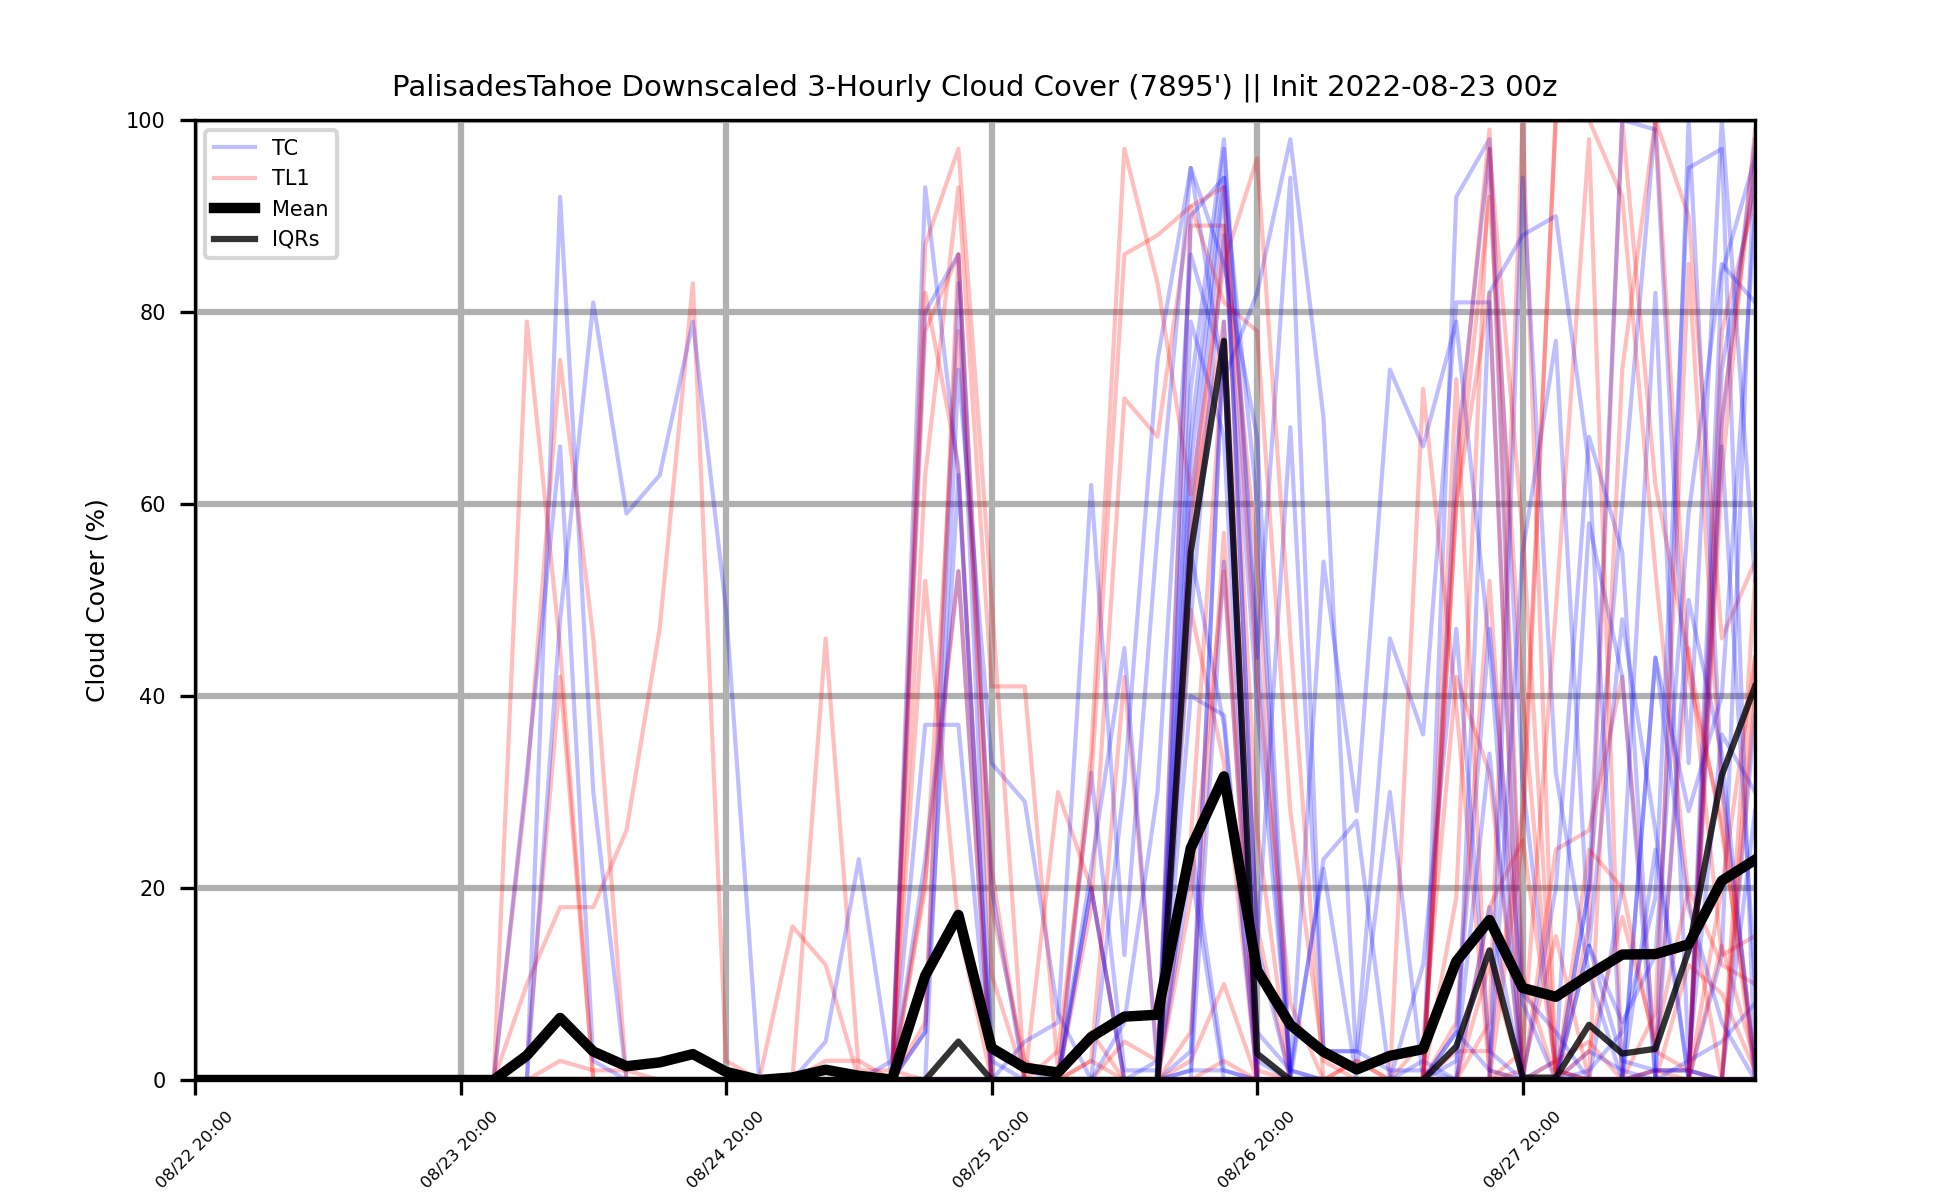 PalisadesTahoe Downscaled 3-Hourly Cloud Cover (7895') || Init 2022-08-23 00z
TC
TL1
Mean
IQRs
Cloud Cover (%)
100
80
60
40
20
0
08/22 20:00
08/23 20:00
08/24 20:00
08/25 20:00
08/26 20:00
08/27 20:00